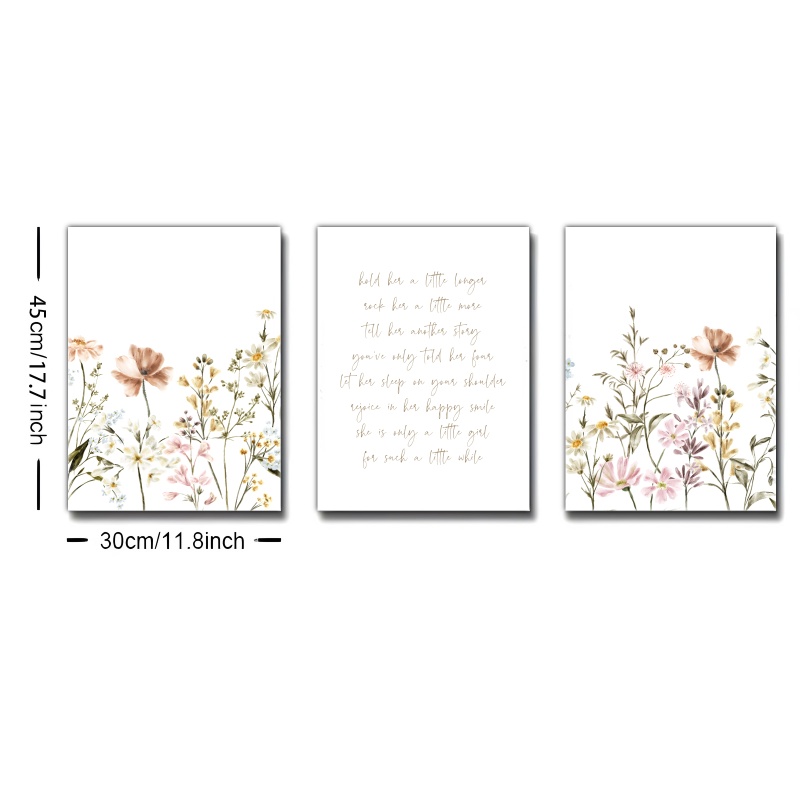 hold her a little longer
rock her a little more
tell her another story
you've only told her four
let her sleep on your shoulder
rejoice in her happy smile
she is only a little girl
for such a little while
45cm/17.7inch
30cm/11.8inch